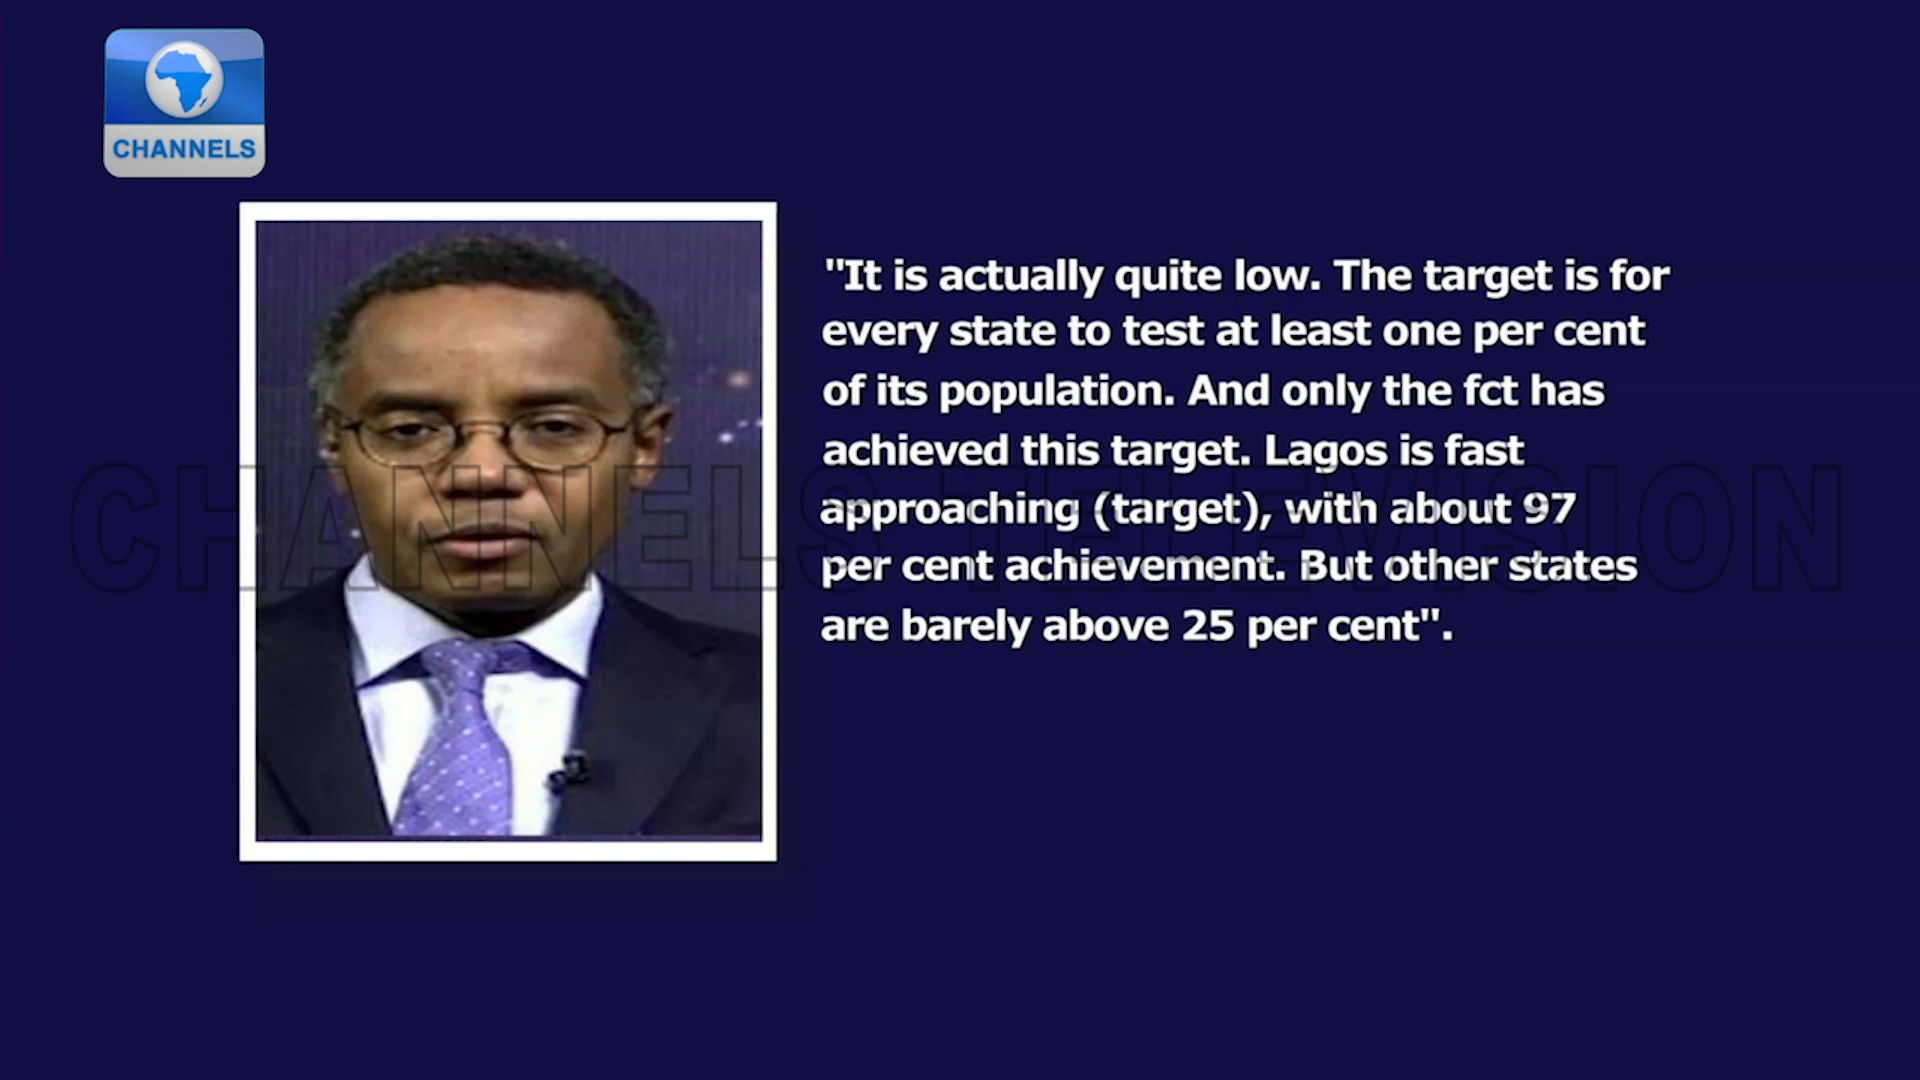 CHANNELS
"It is actually quite low. The target is for
every state to test at least one per cent
of its population. And only the fct has
achieved this target. Lagos is fast
approaching (target), with about 97
per cent achievement. But other states
are barely above 25 per cent".
CHANNELS TELEVISION